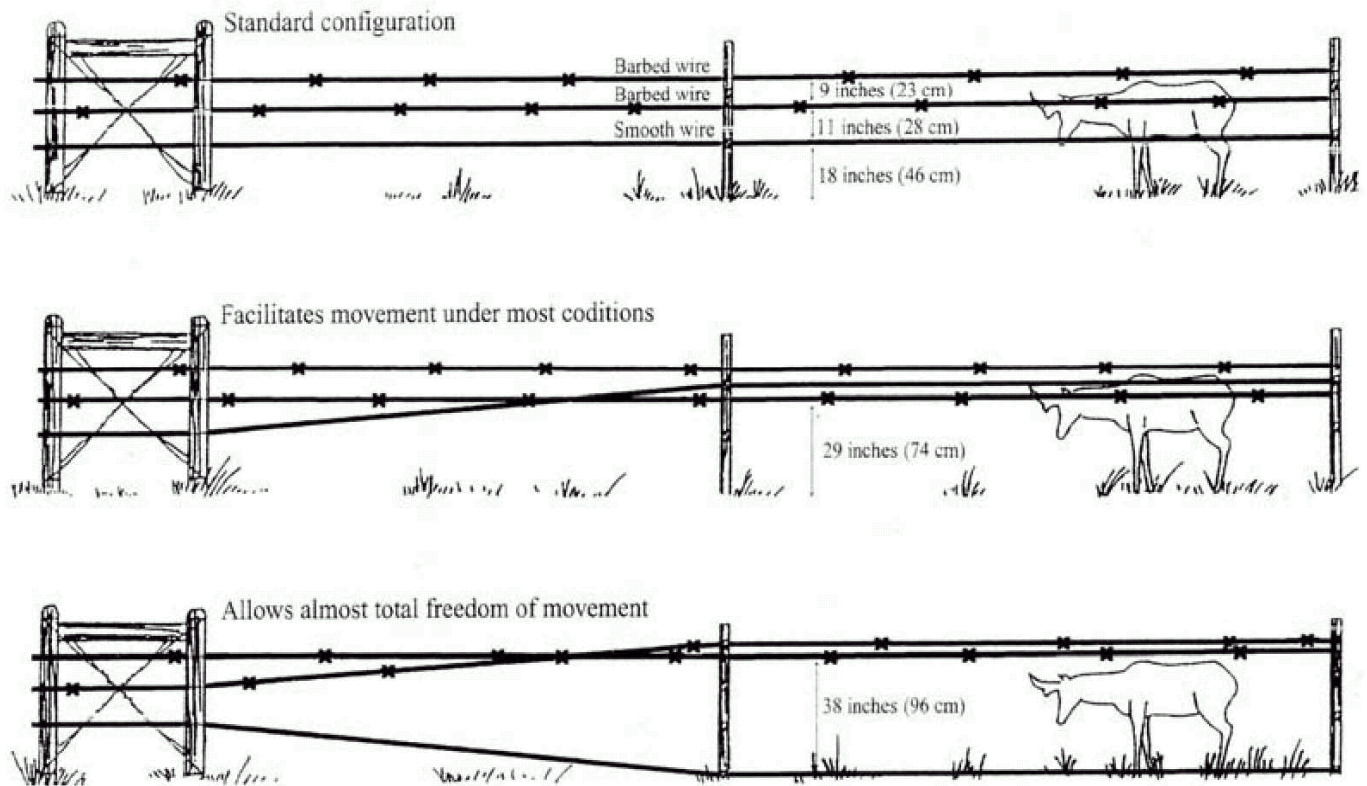 Standard configuration
Barbed wire
9 inches (23 cm)
Barbed wire
11 inches (28 cm)
Smooth wire
18 inches (46 cm)
Facilitates movement under most coditions
29 inches (74 cm)
Allows almost total freedom of movement
38 inches (96 cm)